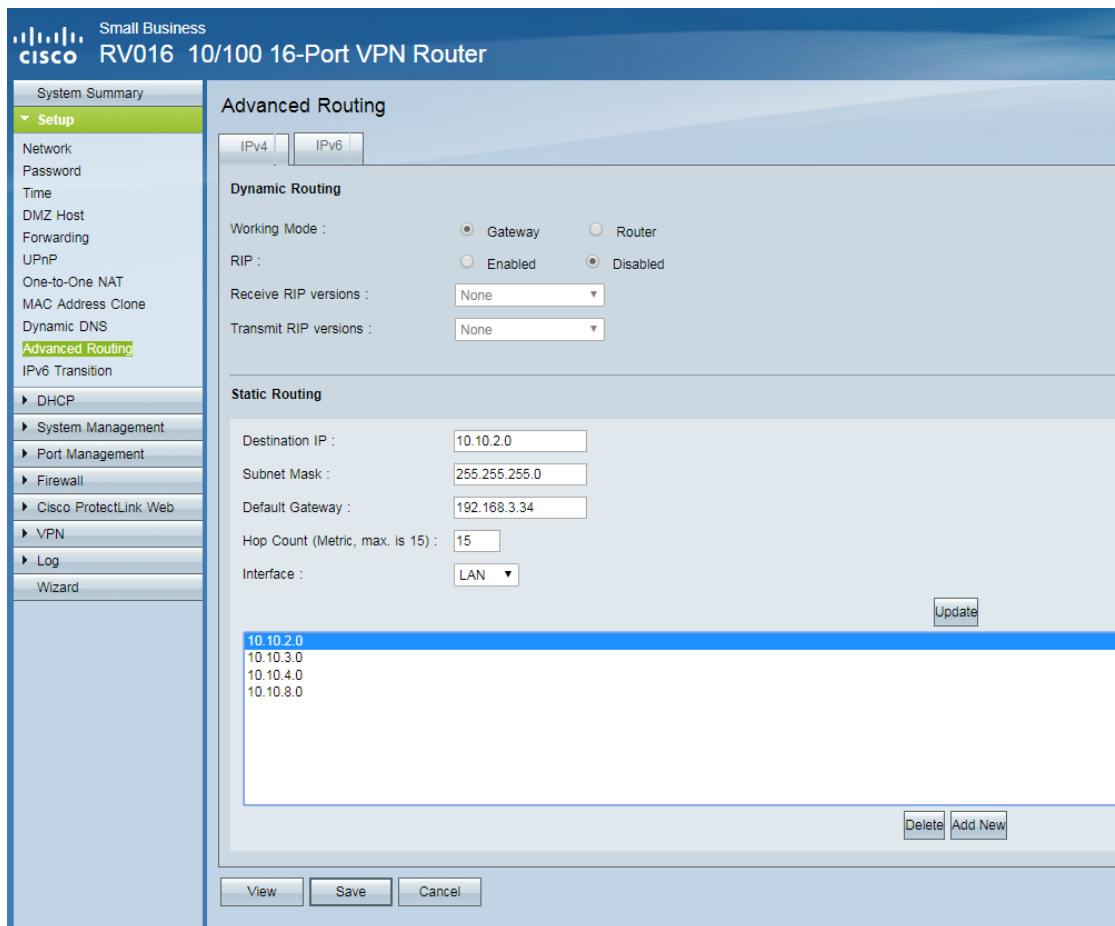 Small Business
cisco RV016 10/100 16-Port VPN Router
System Summary
Setup
Network
Password
Time
DMZ Host
Forwarding
UPnP
One-to-One NAT
MAC Address Clone
Dynamic DNS
Advanced Routing
IPv6 Transition
DHCP
System Management
Port Management
Firewall
Cisco ProtectLink Web
VPN
Log
Wizard
Advanced Routing
IPv4 IPv6
Dynamic Routing
Working Mode : Gateway Router
RIP : Enabled Disabled
Receive RIP versions : None
Transmit RIP versions : None
Static Routing
Destination IP : 10.10.2.0
Subnet Mask : 255.255.255.0
Default Gateway : 192.168.3.34
Hop Count (Metric, max. is 15) : 15
Interface : LAN
Update
10.10.2.0
10.10.3.0
10.10.4.0
10.10.8.0
Delete Add New
View Save Cancel